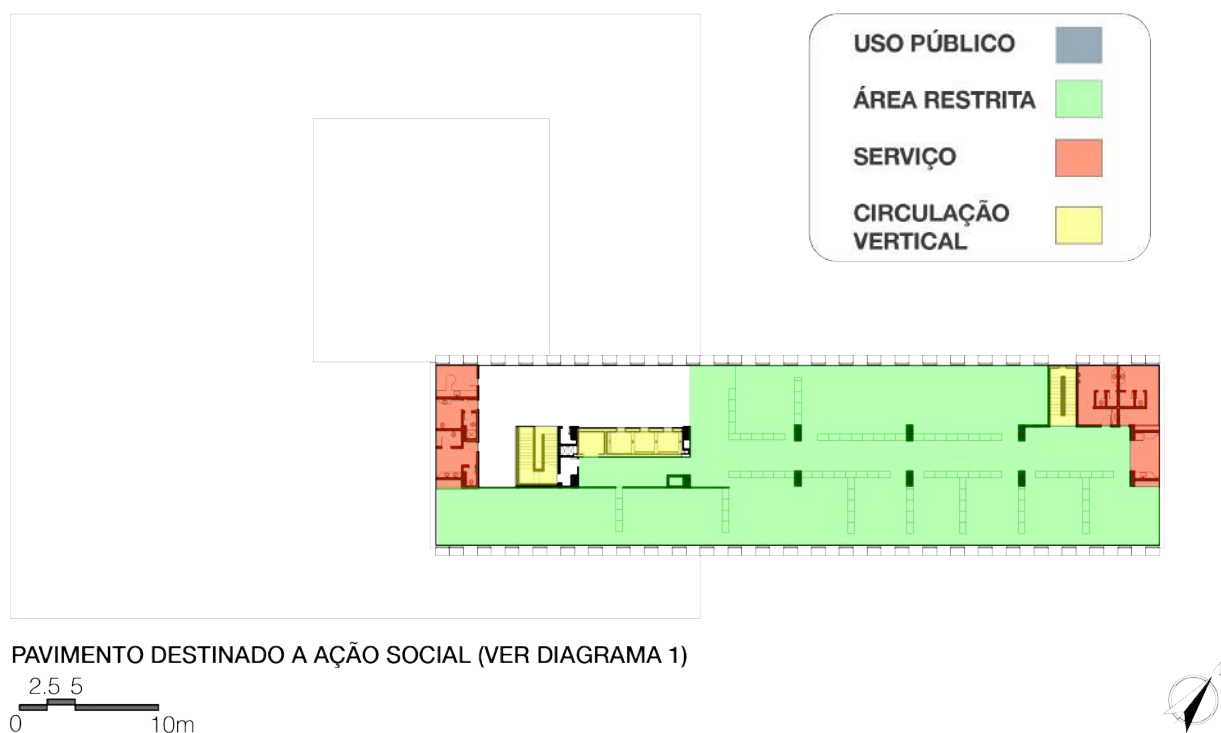 USO PÚBLICO
ÁREA RESTRITA
SERVIÇO
CIRCULAÇÃO
VERTICAL
PAVIMENTO DESTINADO A AÇÃO SOCIAL (VER DIAGRAMA 1)
2.5 5
0 10m